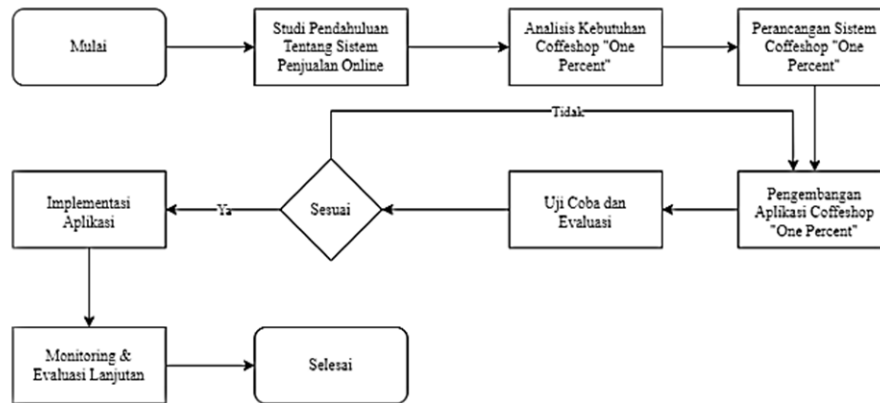 Mulai
Studi Pendahuluan
Tentang Sistem
Penjualan Online
Analisis Kebutuhan
Coffeshop "One
Percent"
Perancangan Sistem
Coffeshop "One
Percent"
Tidak
Implementasi
Aplikasi
Ya
Sesuai
Uji Coba dan
Evaluasi
Pengembangan
Aplikasi Coffeshop
"One Percent"
Monitoring &
Evaluasi Lanjutan
Selesai